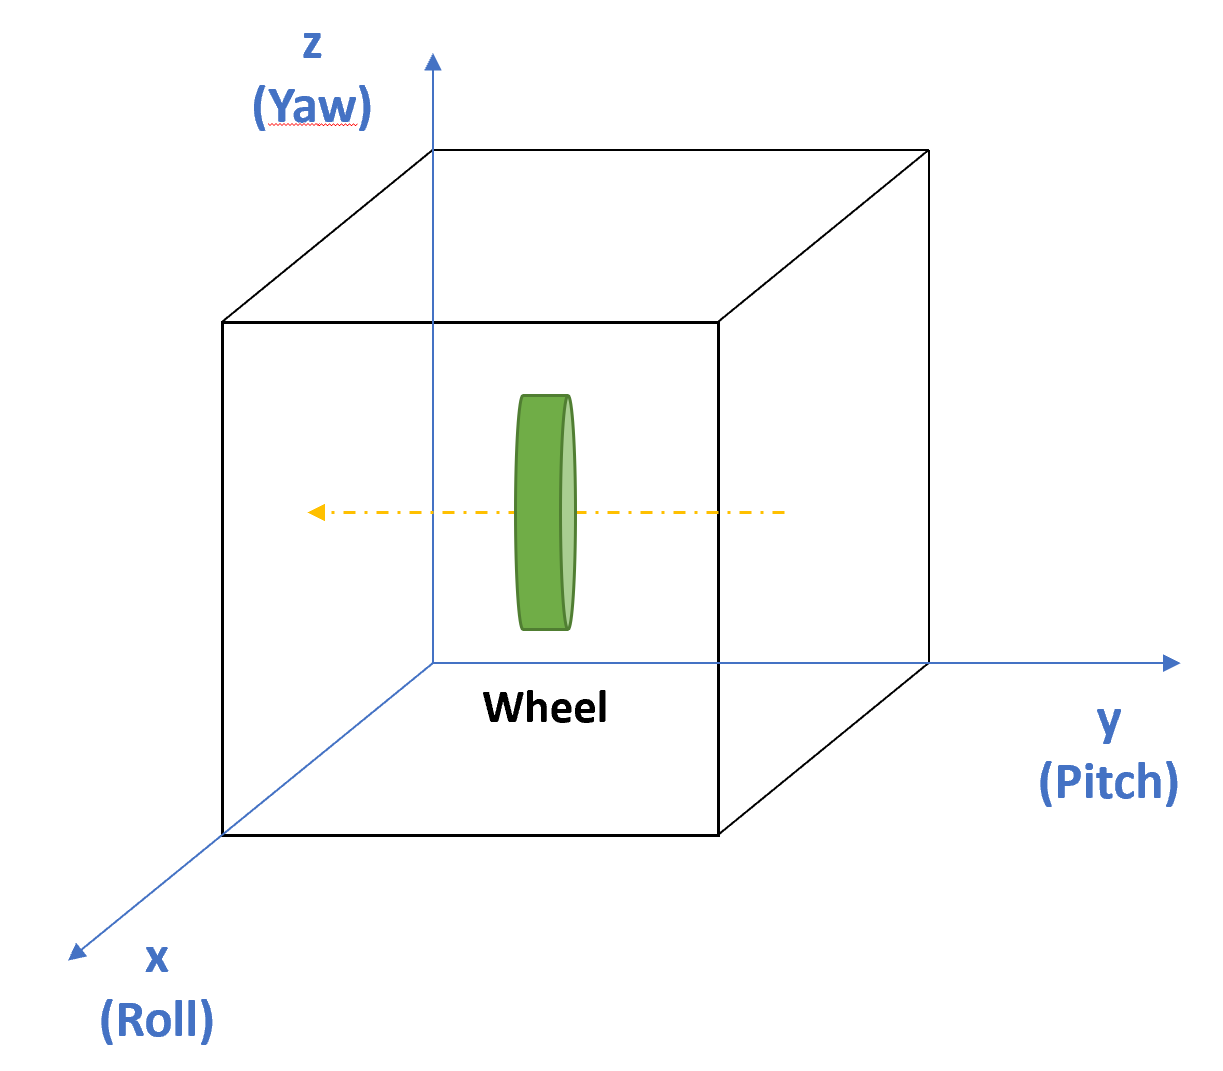 z
(Yaw)
Wheel
y
(Pitch)
x
(Roll)